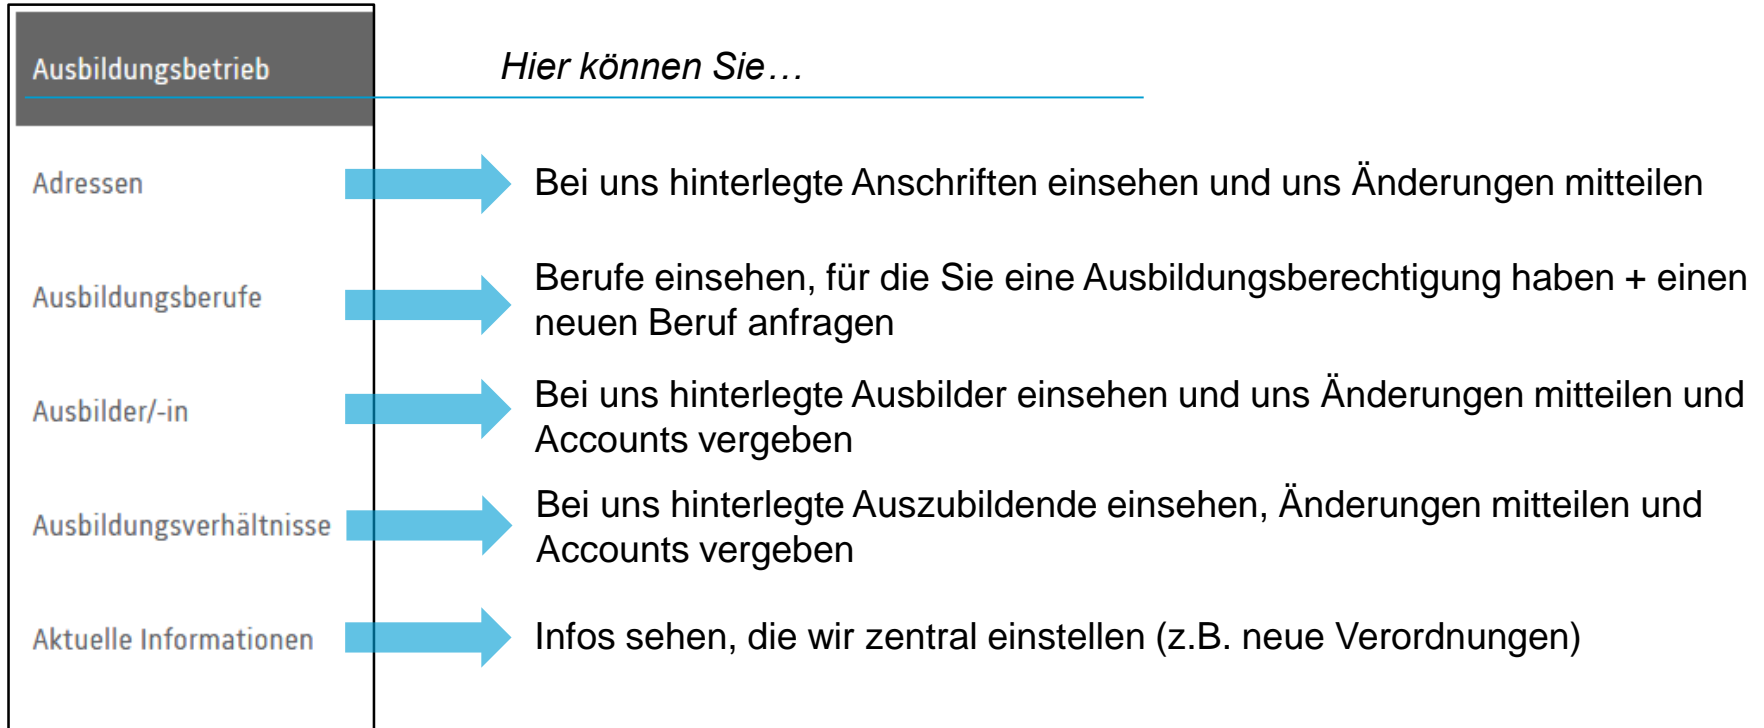 Ausbildungsbetrieb
Hier können Sie…
Adressen
Bei uns hinterlegte Anschriften einsehen und uns Änderungen mitteilen
Ausbildungsberufe
Berufe einsehen, für die Sie eine Ausbildungsberechtigung haben + einen
neuen Beruf anfragen
Ausbilder/-in
Bei uns hinterlegte Ausbilder einsehen und uns Änderungen mitteilen und
Accounts vergeben
Ausbildungsverhältnisse
Bei uns hinterlegte Auszubildende einsehen, Änderungen mitteilen und
Accounts vergeben
Aktuelle Informationen
Infos sehen, die wir zentral einstellen (z.B. neue Verordnungen)